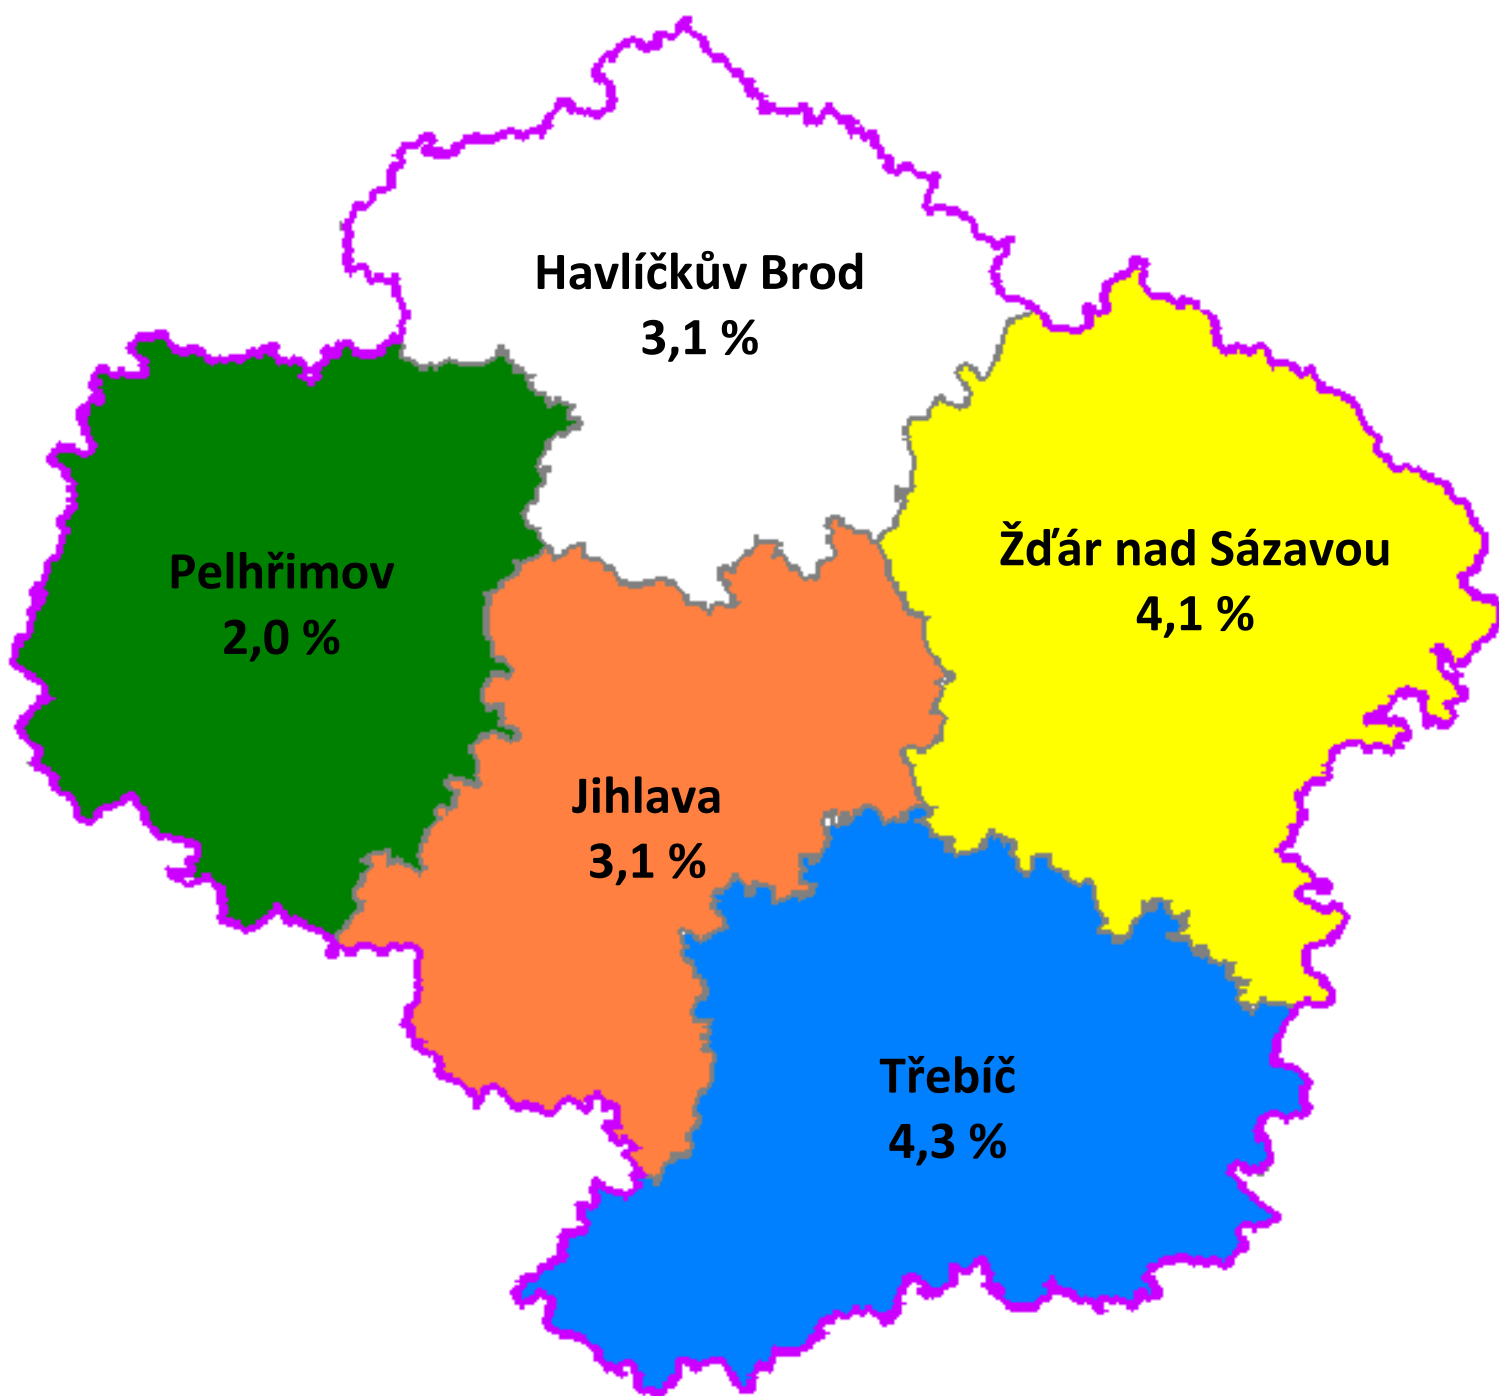 Havlíčkův Brod
3,1 %
Žďár nad Sázavou
4,1 %
Pelhřimov
2,0 %
Jihlava
3,1 %
Třebíč
4,3 %